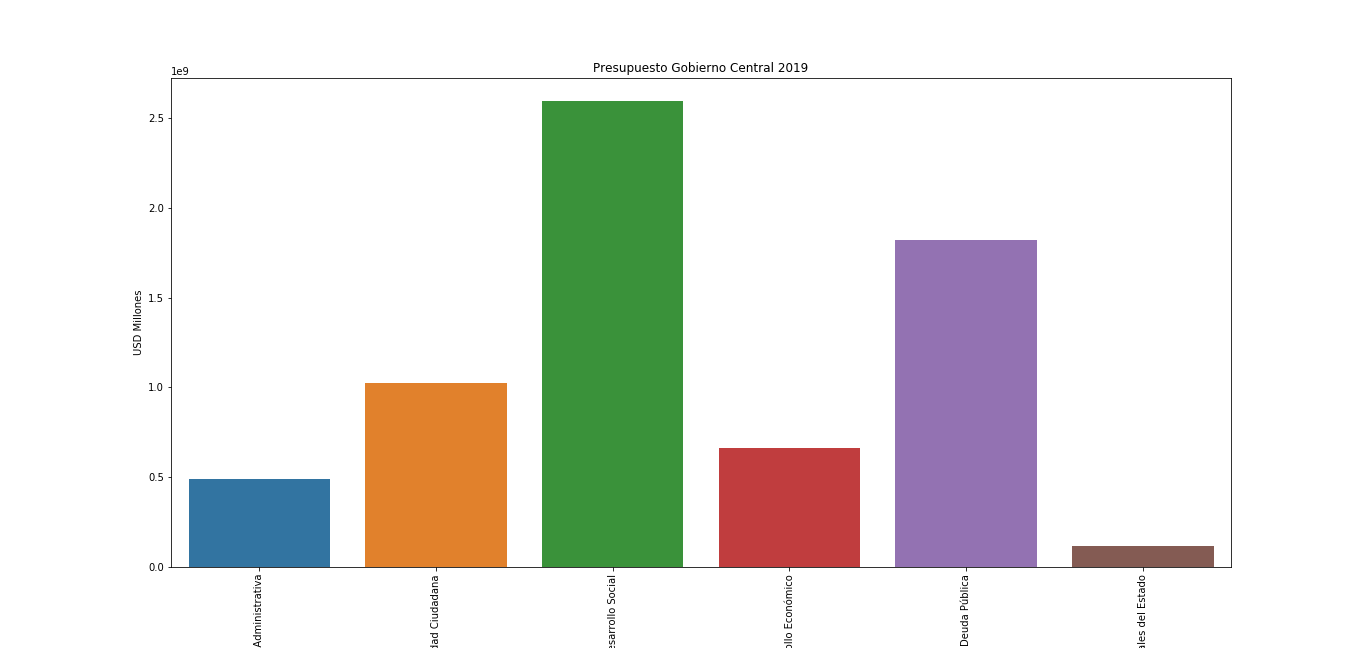 Presupuesto Gobierno Central 2019
1e9
2.5
2.0
1.5
1.0
0.5
0.0
USD Millones
Administrativa
dad Ciudadana
esarrollo Social
ollo Económico
Deuda Pública
ales del Estado